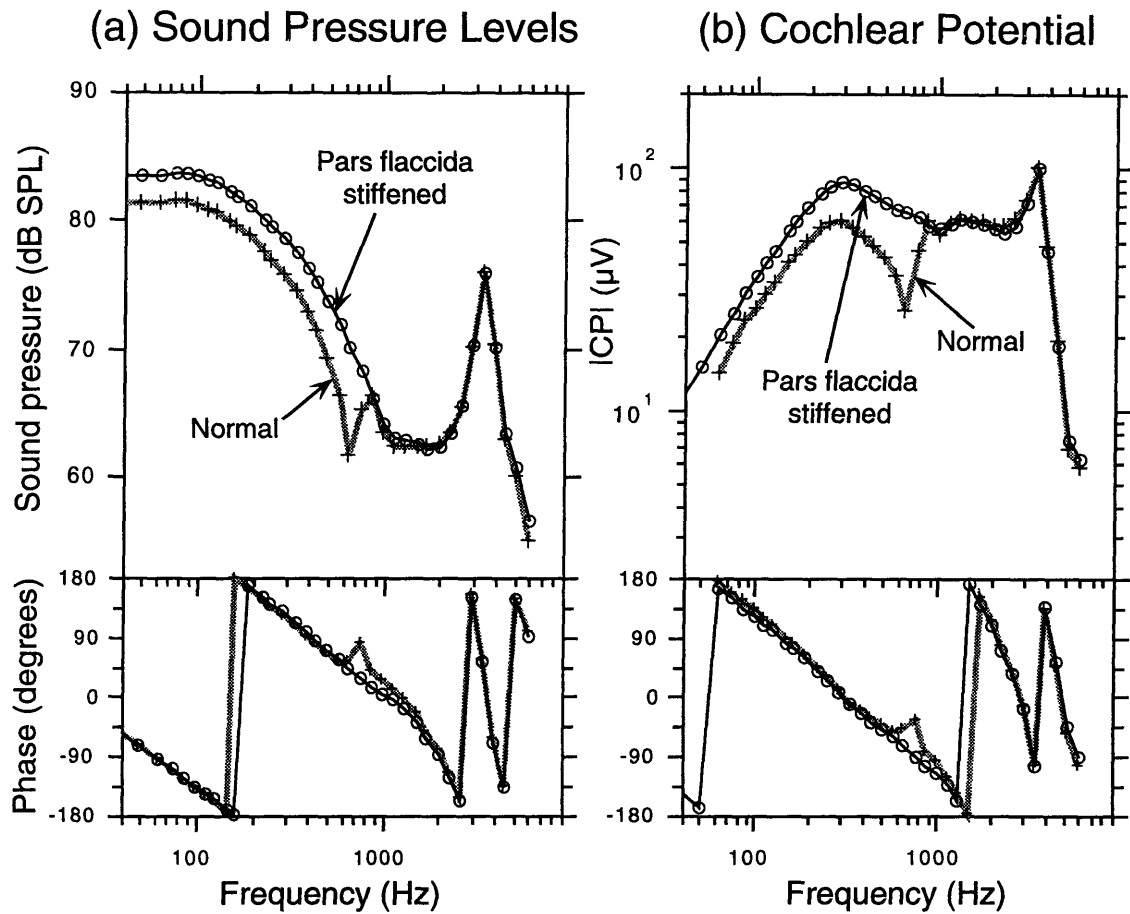 (a) Sound Pressure Levels
(b) Cochlear Potential
90
80
70
60
Sound pressure (dB SPL)
Pars flaccida
stiffened
Normal
180
90
0
-90
-180
Phase (degrees)
100
1000
Frequency (Hz)
10 2
10 1
ICPI (µV)
Normal
Pars flaccida
stiffened
180
90
0
-90
-180
100
1000
Frequency (Hz)